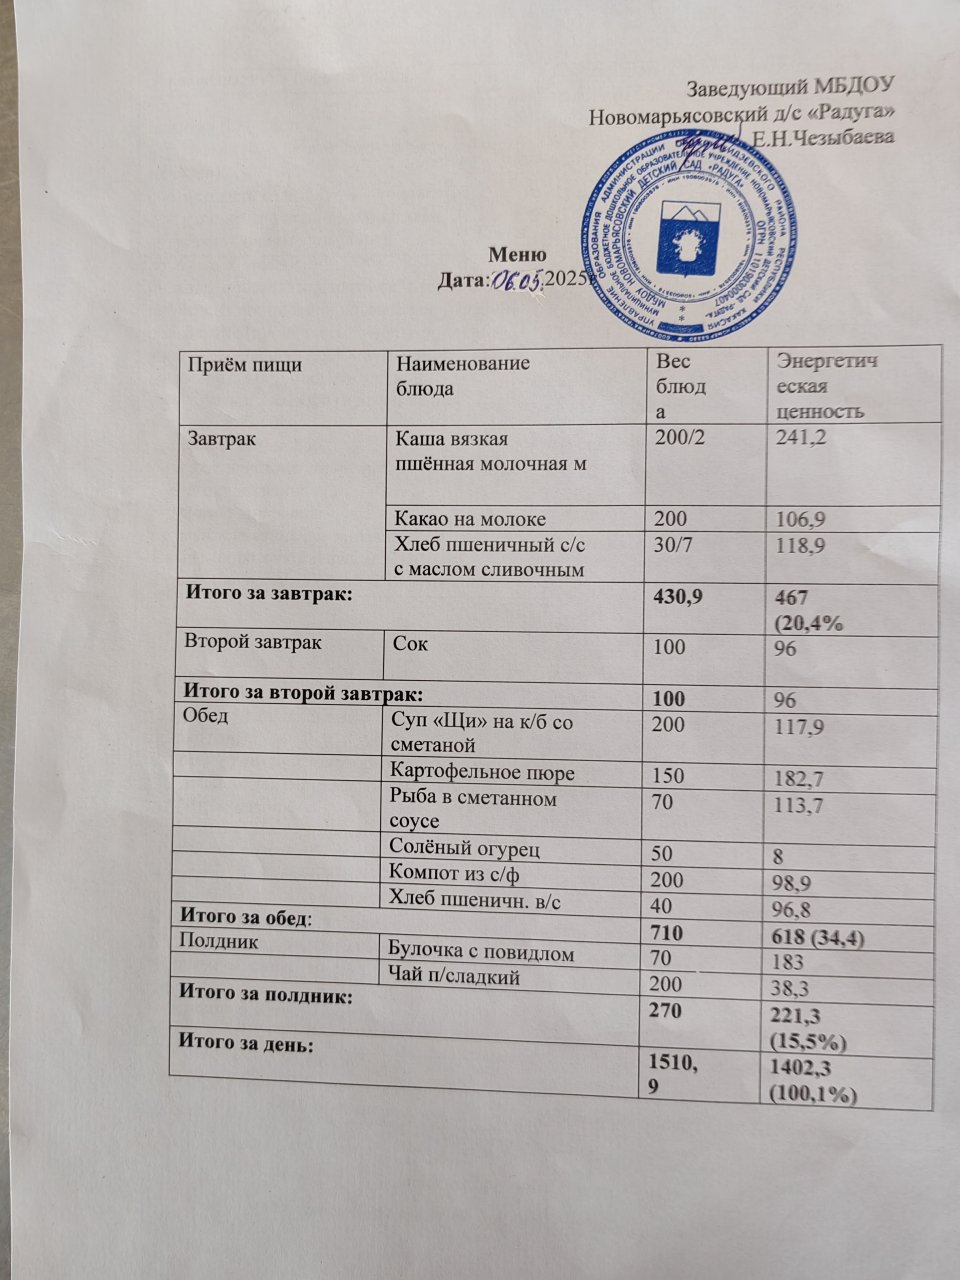 Заведующий МБДОУ
Новомарьясовский д/с «Радуга»
Е.Н.Чезыбаева
Меню
Дата: 06.05. 2025г
Приём пищи
Наименование
блюда
Вес
блюд
а
Энергетич
еская
ценность
Завтрак
Каша вязкая
пшённая молочная м
200/2
241,2
Какао на молоке
200
106,9
Хлеб пшеничный с/с
с маслом сливочным
30/7
118,9
Итого за завтрак:
430,9
467
(20,4%
Второй завтрак
Сок
100
96
Итого за второй завтрак:
100
96
Обед
Суп «Щи» на к/б со
сметаной
200
117,9
Картофельное пюре
150
182,7
Рыба в сметанном
соусе
70
113,7
Солёный огурец
50
8
Компот из с/ф
200
98,9
Хлеб пшеничн. в/с
40
96,8
Итого за обед:
710
618 (34,4)
Полдник
Булочка с повидлом
70
183
Чай п/сладкий
200
38,3
Итого за полдник:
270
221,3
(15,5%)
Итого за день:
1510,
9
1402,3
(100,1%)